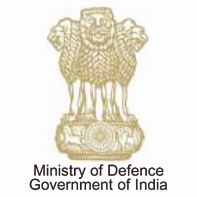 Ministry of Defence
Government of India